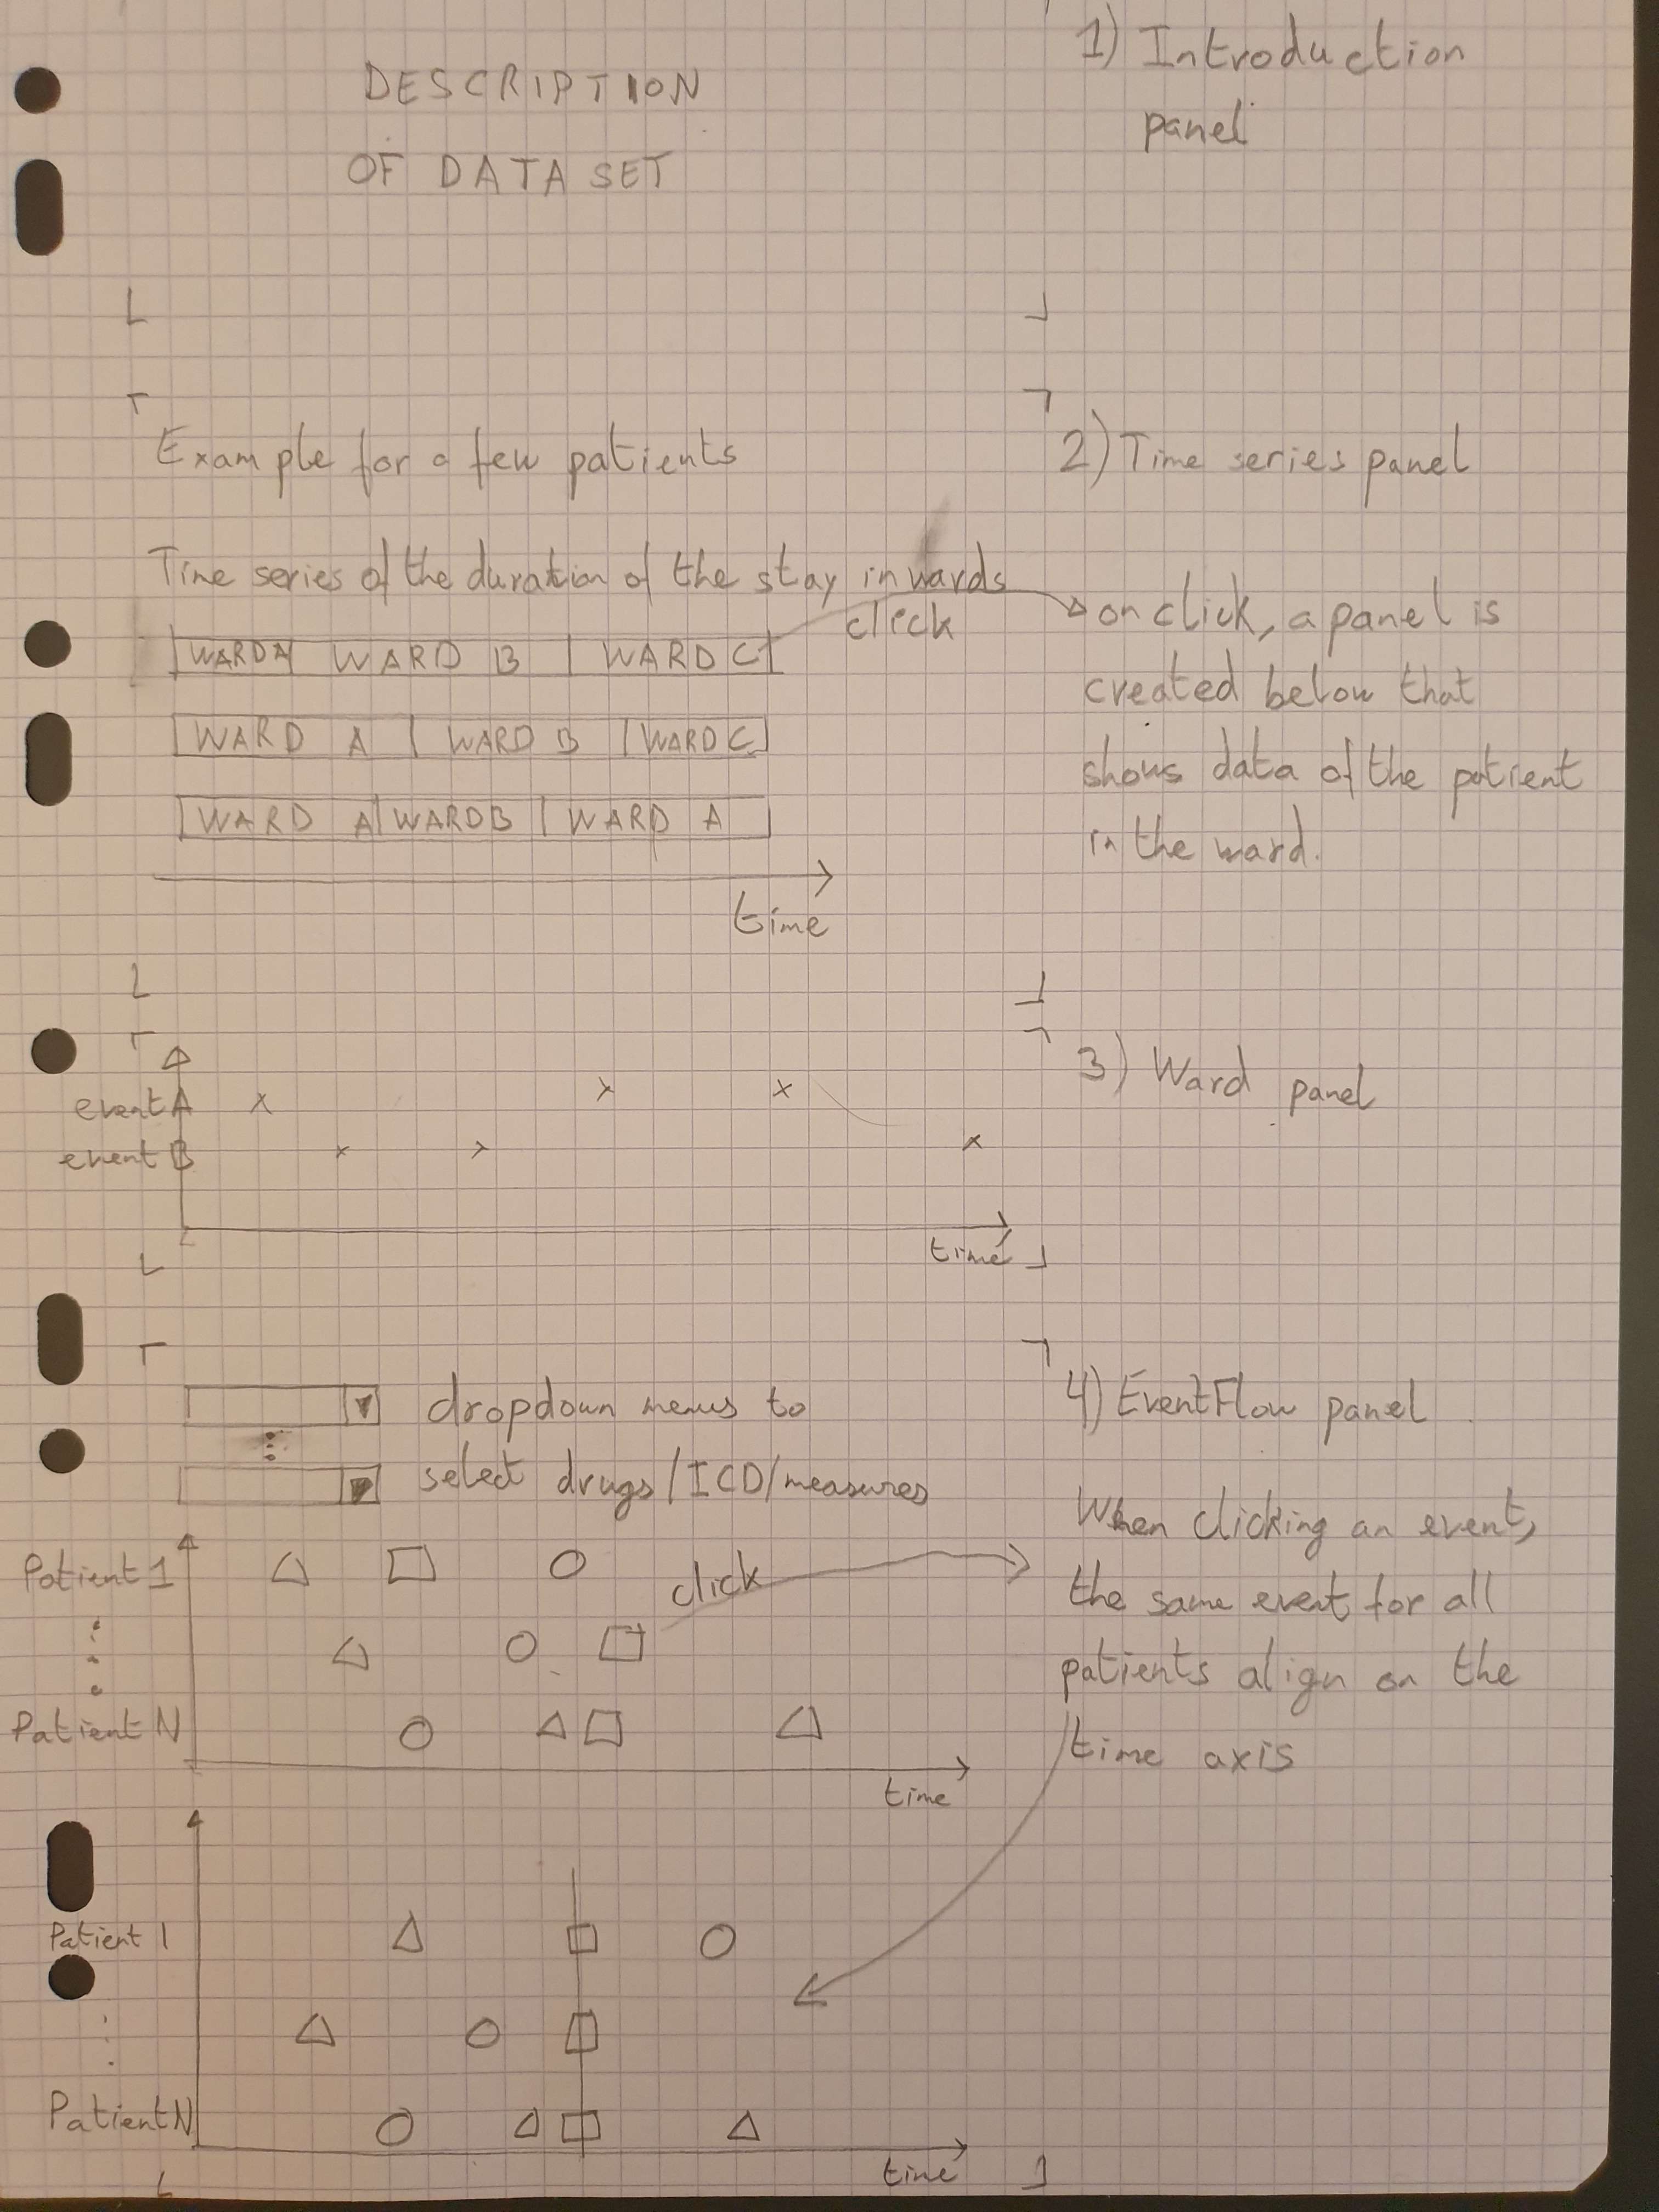 1) Introduction
panel
DESCRIPTION
OF DATA SET
Example for a few patients
2) Time series panel
Time series of the duration of the stay in wards
click
on click, a panel is
created below that
shows data of the patient
in the ward.
WARD A WARD B WARD C
WARD A WARD B WARD C
WARD A WARD B WARD A
time
3) Ward panel
event A
event B
time
4) EventFlow panel
dropdown menus to
select drugs/ICD/measures
When clicking an event,
the same event for all
patients align on the
time axis
Patient 1
click
Patient N
time
Patient 1
Patient N
time